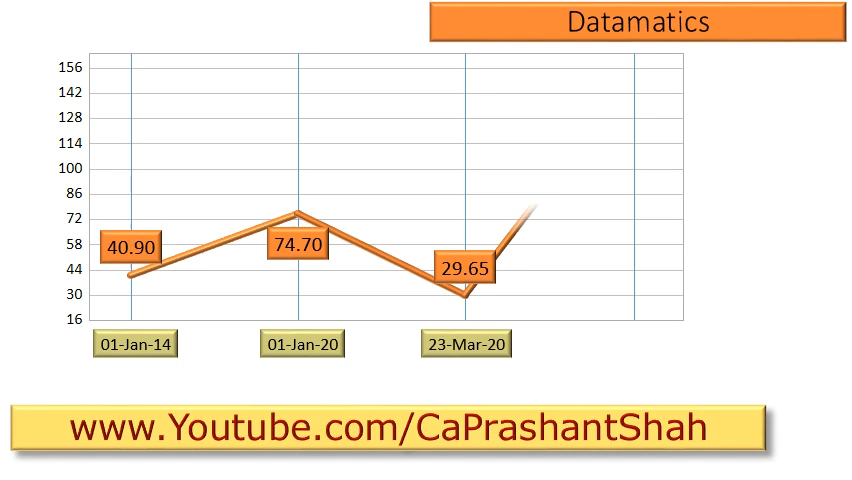 Datamatics
156
142
128
114
100
86
72
58
44
30
16
40.90
74.70
29.65
01-Jan-14
01-Jan-20
23-Mar-20
www.Youtube.com/CaPrashantShah